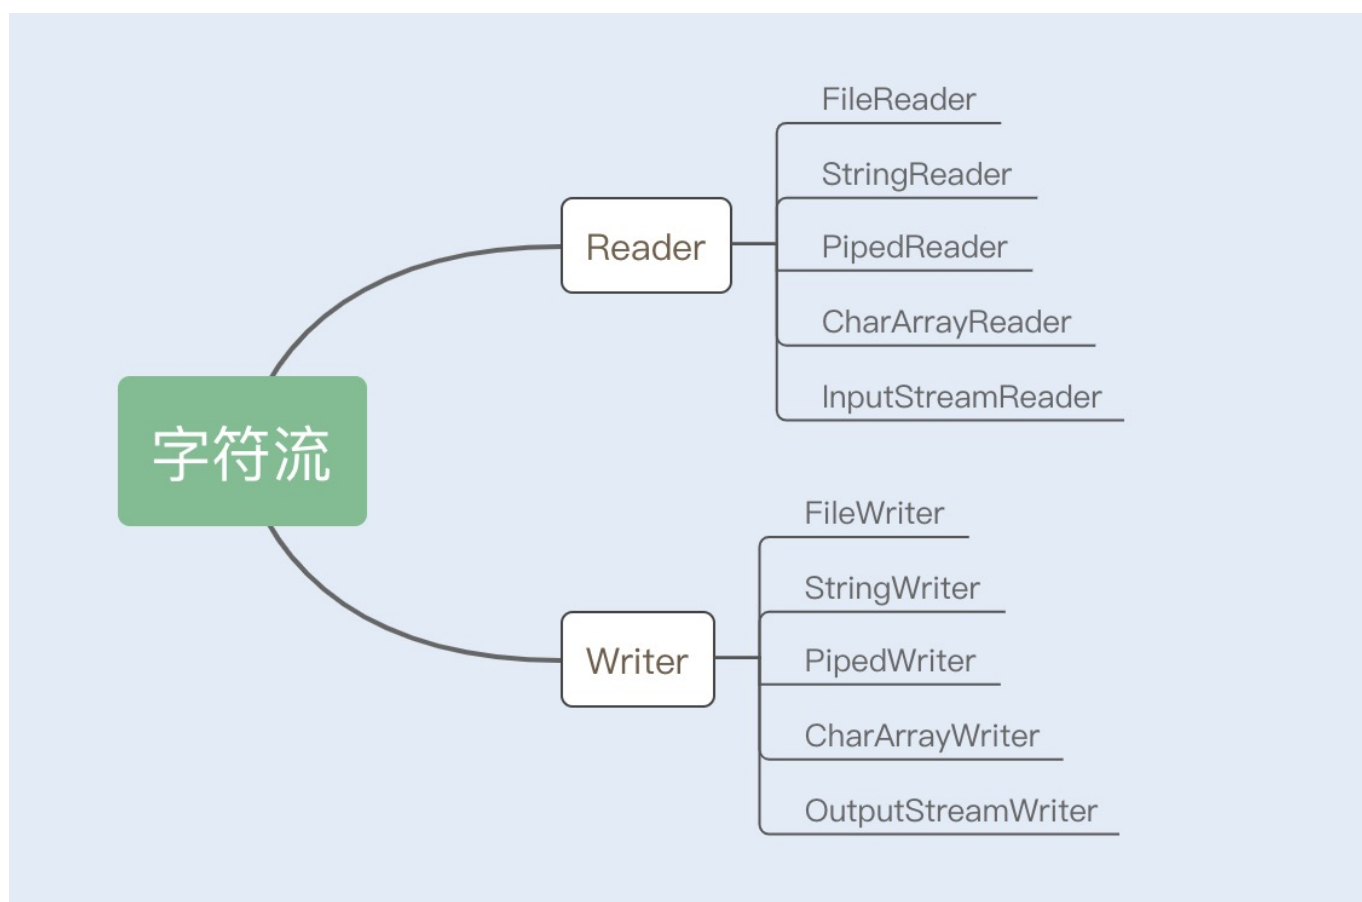 字符流
Reader
FileReader
StringReader
PipedReader
CharArrayReader
InputStreamReader
Writer
FileWriter
StringWriter
PipedWriter
CharArrayWriter
OutputStreamWriter